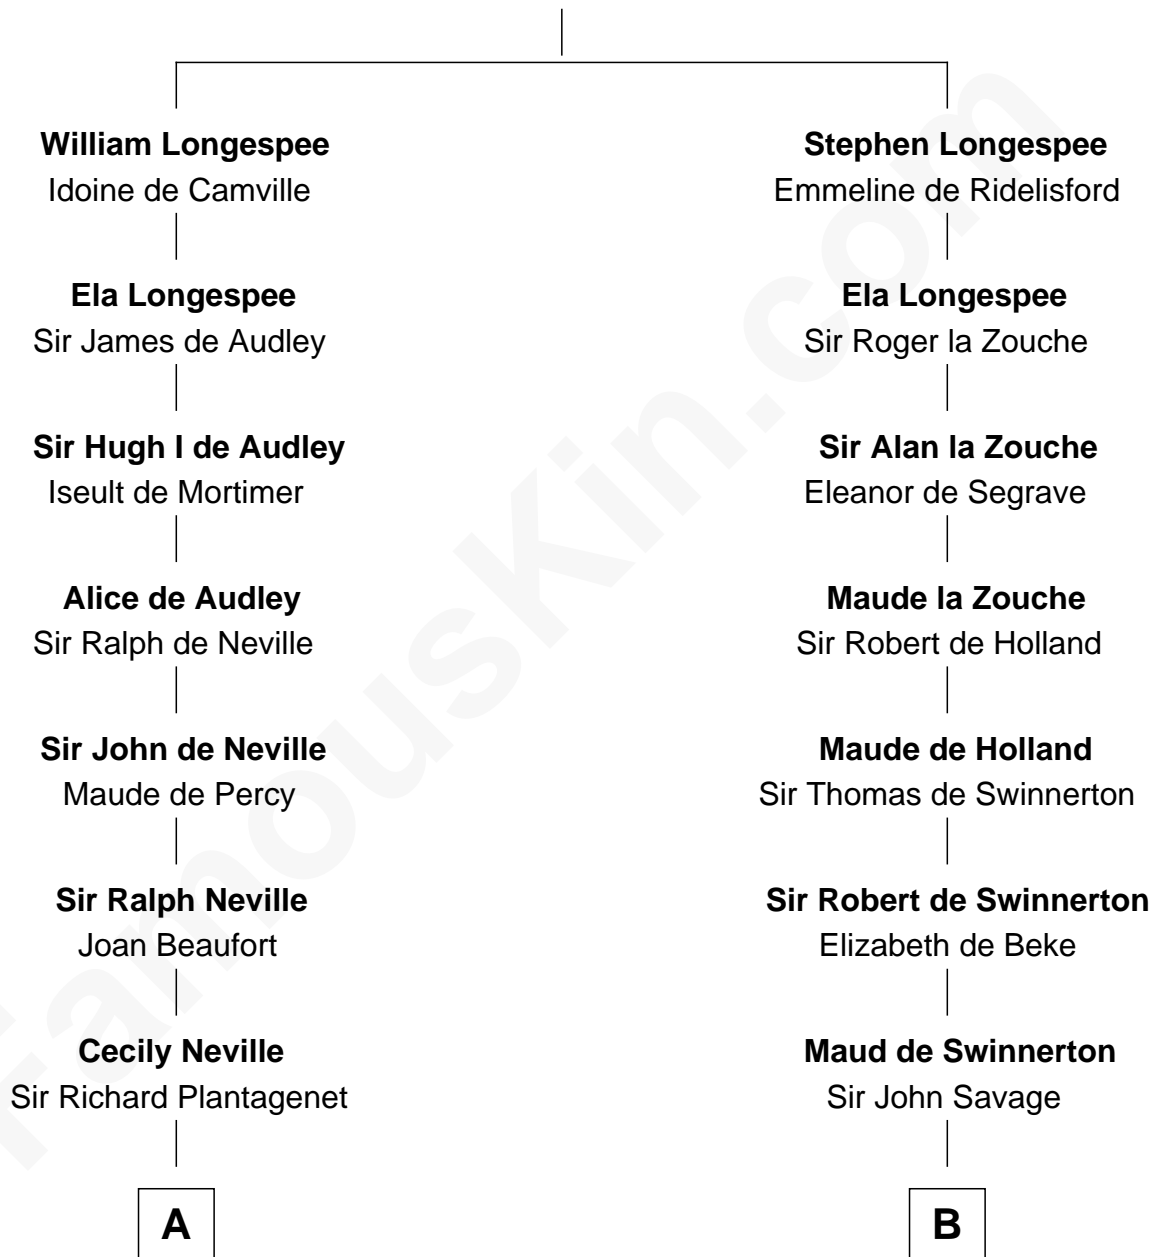 William Longespee
Idoine de Camville
Ela Longespee
Sir James de Audley
Sir Hugh I de Audley
Iseult de Mortimer
Alice de Audley
Sir Ralph de Neville
Sir John de Neville
Maude de Percy
Sir Ralph Neville
Joan Beaufort
Cecily Neville
Sir Richard Plantagenet
A
Stephen Longespee
Emmeline de Ridelisford
Ela Longespee
Sir Roger la Zouche
Sir Alan la Zouche
Eleanor de Segrave
Maude la Zouche
Sir Robert de Holland
Maude de Holland
Sir Thomas de Swinnerton
Sir Robert de Swinnerton
Elizabeth de Beke
Maud de Swinnerton
Sir John Savage
B
FamousKin.com